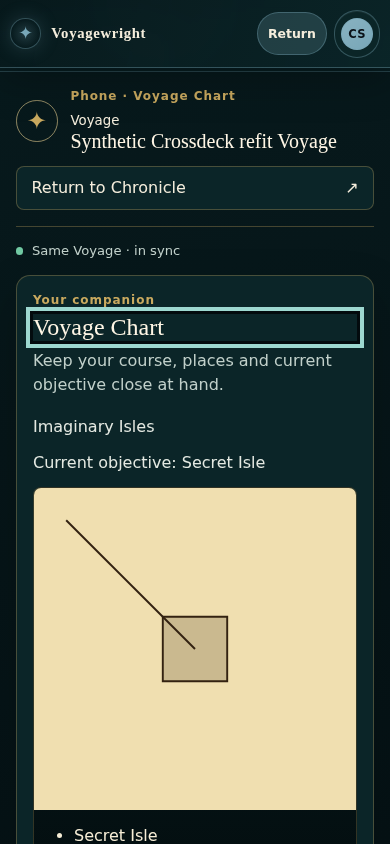 Voyagewright
Return
CS
Phone · Voyage Chart
Voyage
Synthetic Crossdeck refit Voyage
Return to Chronicle ↗
Same Voyage · in sync
Your companion
Voyage Chart
Keep your course, places and current
objective close at hand.
Imaginary Isles
Current objective: Secret Isle
• Secret Isle